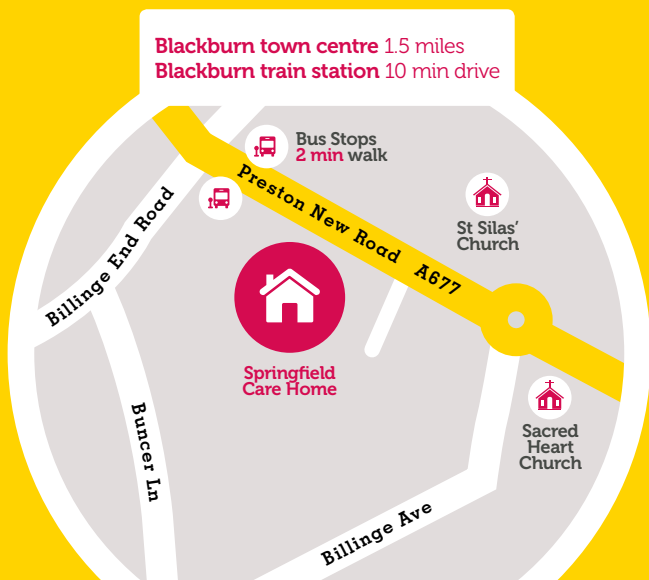 Blackburn town centre 1.5 miles
Blackburn train station 10 min drive
Bus Stops
2 min walk
Preston New Road A677
St Silas'
Church
Billinge End Road
Springfield
Care Home
Buncer Ln
Sacred
Heart
Church
Billinge Ave